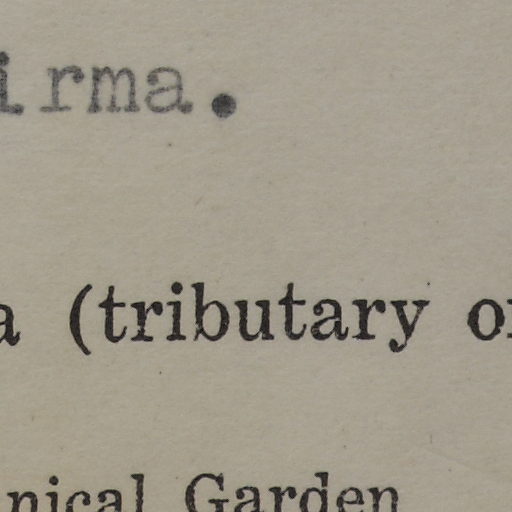 irma.
a (tributary o
nical Garden